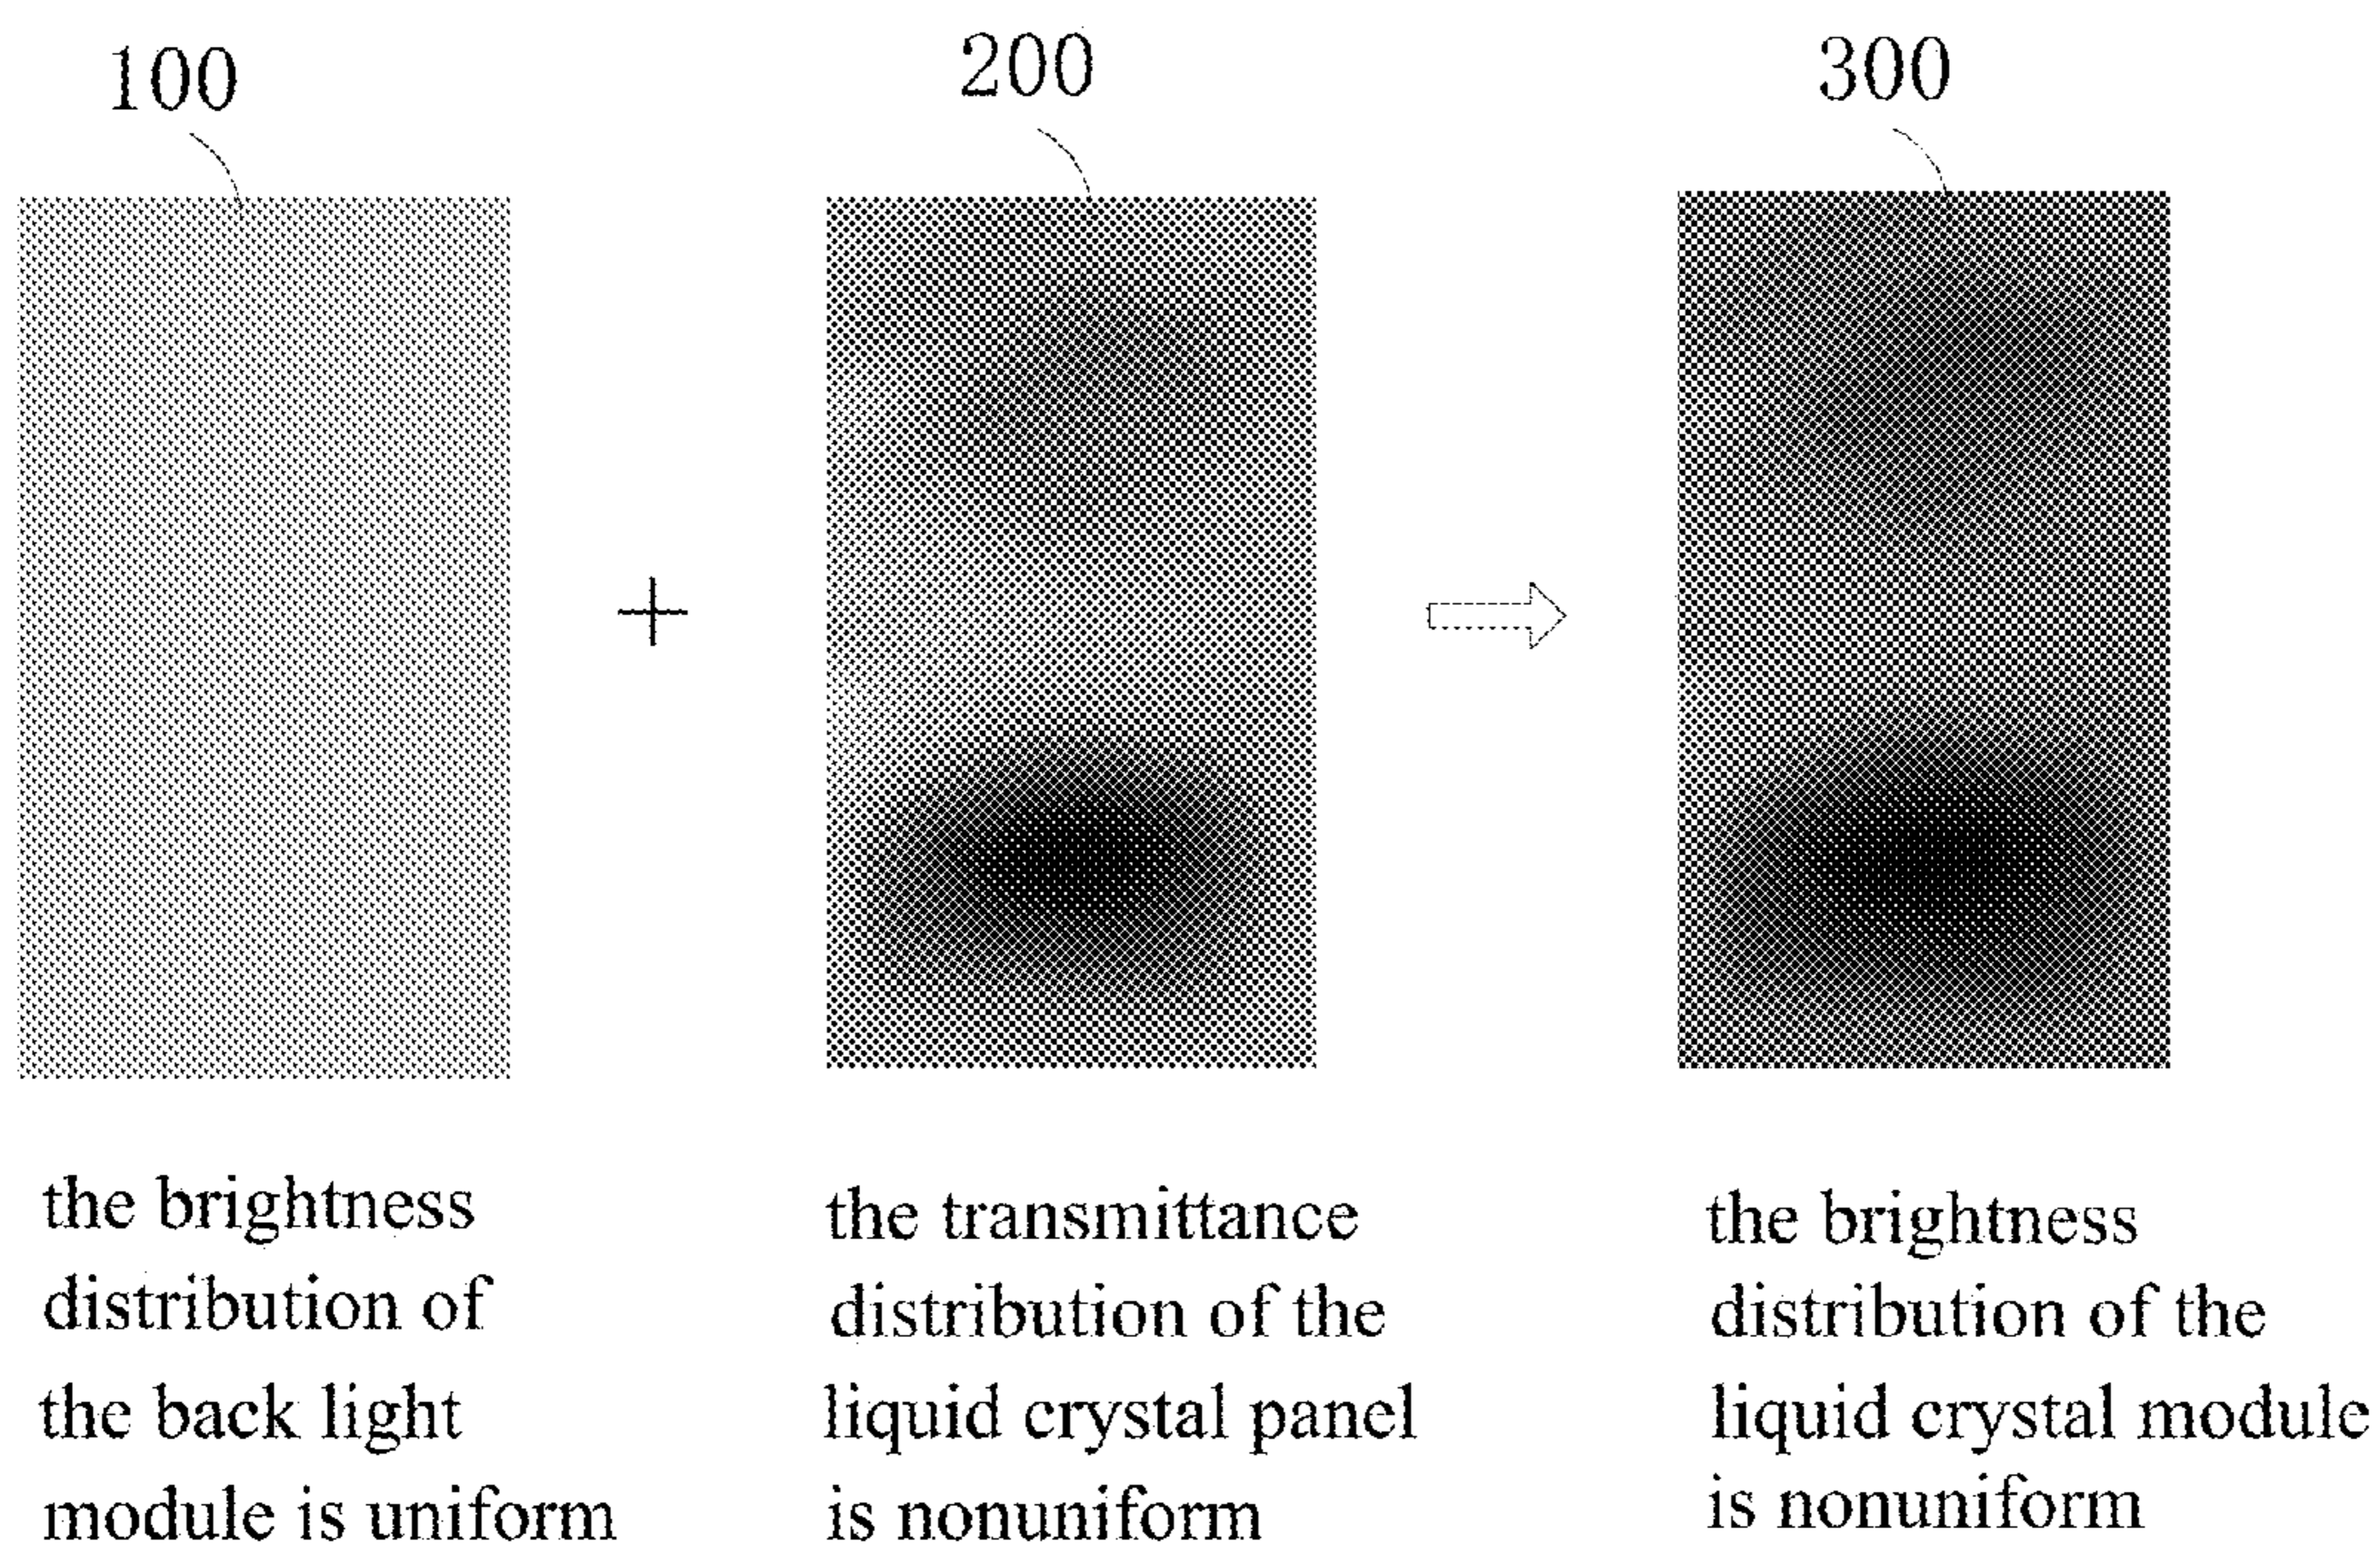 100
200
300
+
the brightness
distribution of
the back light
module is uniform
the transmittance
distribution of the
liquid crystal panel
is nonuniform
the brightness
distribution of the
liquid crystal module
is nonuniform